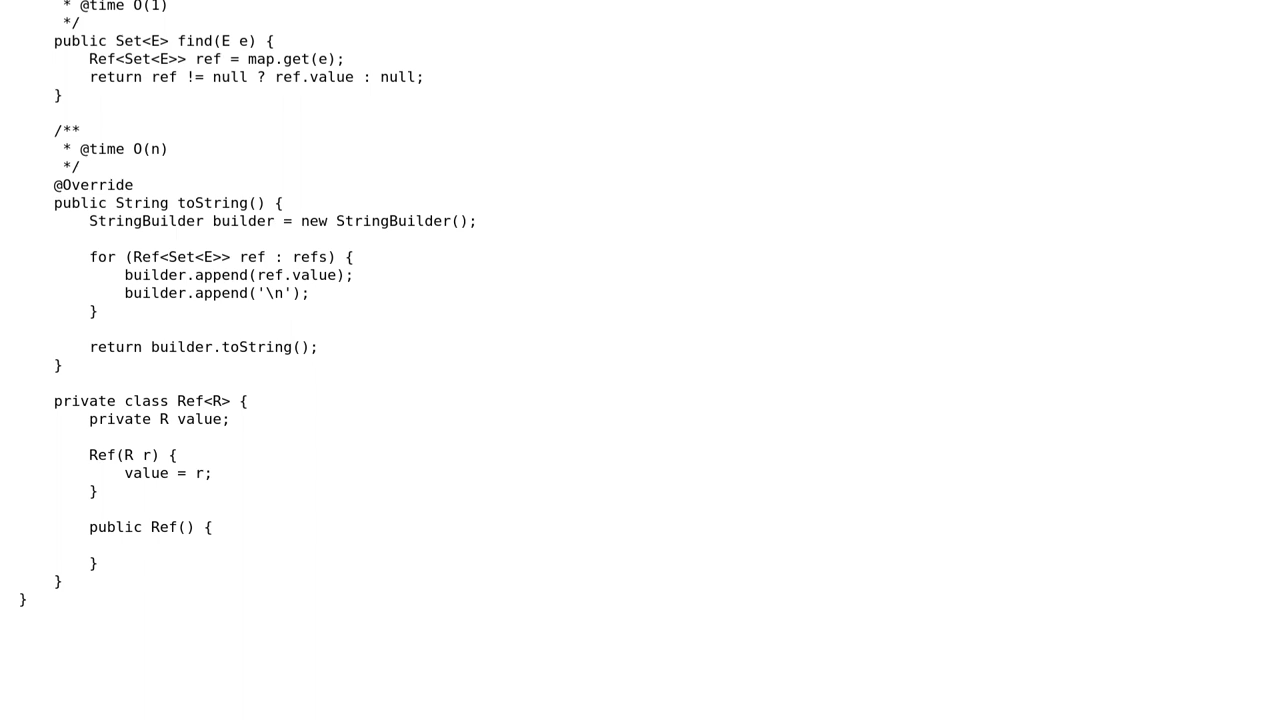 * @time O(1)
     */
    public Set<E> find(E e) {
        Ref<Set<E>> ref = map.get(e);
        return ref != null ? ref.value : null;
    }

    /**
     * @time O(n)
     */
    @Override
    public String toString() {
        StringBuilder builder = new StringBuilder();

        for (Ref<Set<E>> ref : refs) {
            builder.append(ref.value);
            builder.append('\n');
        }

        return builder.toString();
    }

    private class Ref<R> {
        private R value;

        Ref(R r) {
            value = r;
        }

        public Ref() {

        }
    }
}